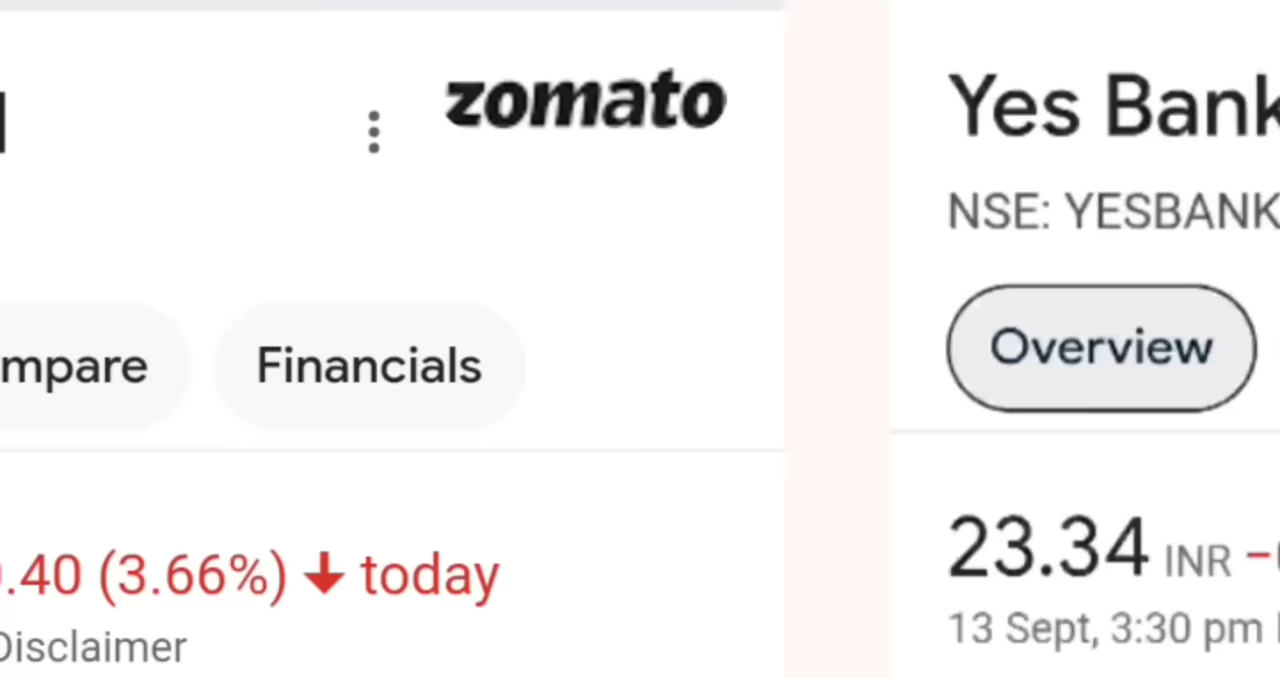 zomato
mpare
Financials
.40 (3.66%) ↓ today
Disclaimer
Yes Bank
NSE: YESBANK
Overview
23.34 INR −
13 Sept, 3:30 pm